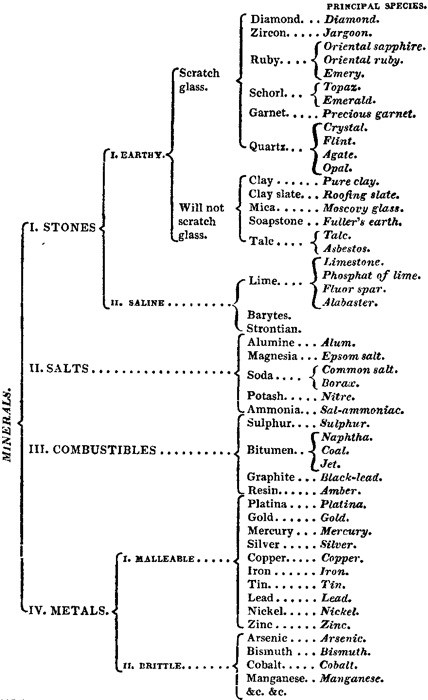 PRINCIPAL SPECIES.
Diamond... Diamond.
Zircon..... Jargoon.
Ruby.... Oriental sapphire.
Oriental ruby.
Emery.
Scratch
glass.
Schorl... Topaz.
Emerald.
Garnet..... Precious garnet.
Quartz... Crystal.
Flint.
Agate.
Opal.
I. EARTHY.
Will not
scratch
glass.
Clay ...... Pure clay.
Clay slate... Roofing slate.
Mica....... Moscovy glass.
Soapstone .. Fuller's earth.
Talc .... Talc.
Asbestos.
I. STONES
II. SALINE ........
Lime.... Limestone.
Phosphat of lime.
Fluor spar.
Alabaster.
Barytes.
Strontian.
II. SALTS ..................
Alumine ... Alum.
Magnesia... Epsom salt.
Soda .... Common salt.
Borax.
Potash..... Nitre.
Ammonia... Sal-ammoniac.
MINERALS.
III. COMBUSTIBLES ..........
Sulphur.... Sulphur.
Bitumen.. Naphtha.
Coal.
Jet.
Graphite ... Black-lead.
Resin...... Amber.
IV. METALS.
I. MALLEABLE .....
Platina .... Platina.
Gold....... Gold.
Mercury ... Mercury.
Silver ..... Silver.
Copper..... Copper.
Iron ....... Iron.
Tin........ Tin.
Lead ...... Lead.
Nickel..... Nickel.
Zinc ...... Zinc.
II. BRITTLE.......
Arsenic .... Arsenic.
Bismuth ... Bismuth.
Cobalt..... Cobalt.
Manganese.. Manganese.
&c. &c.